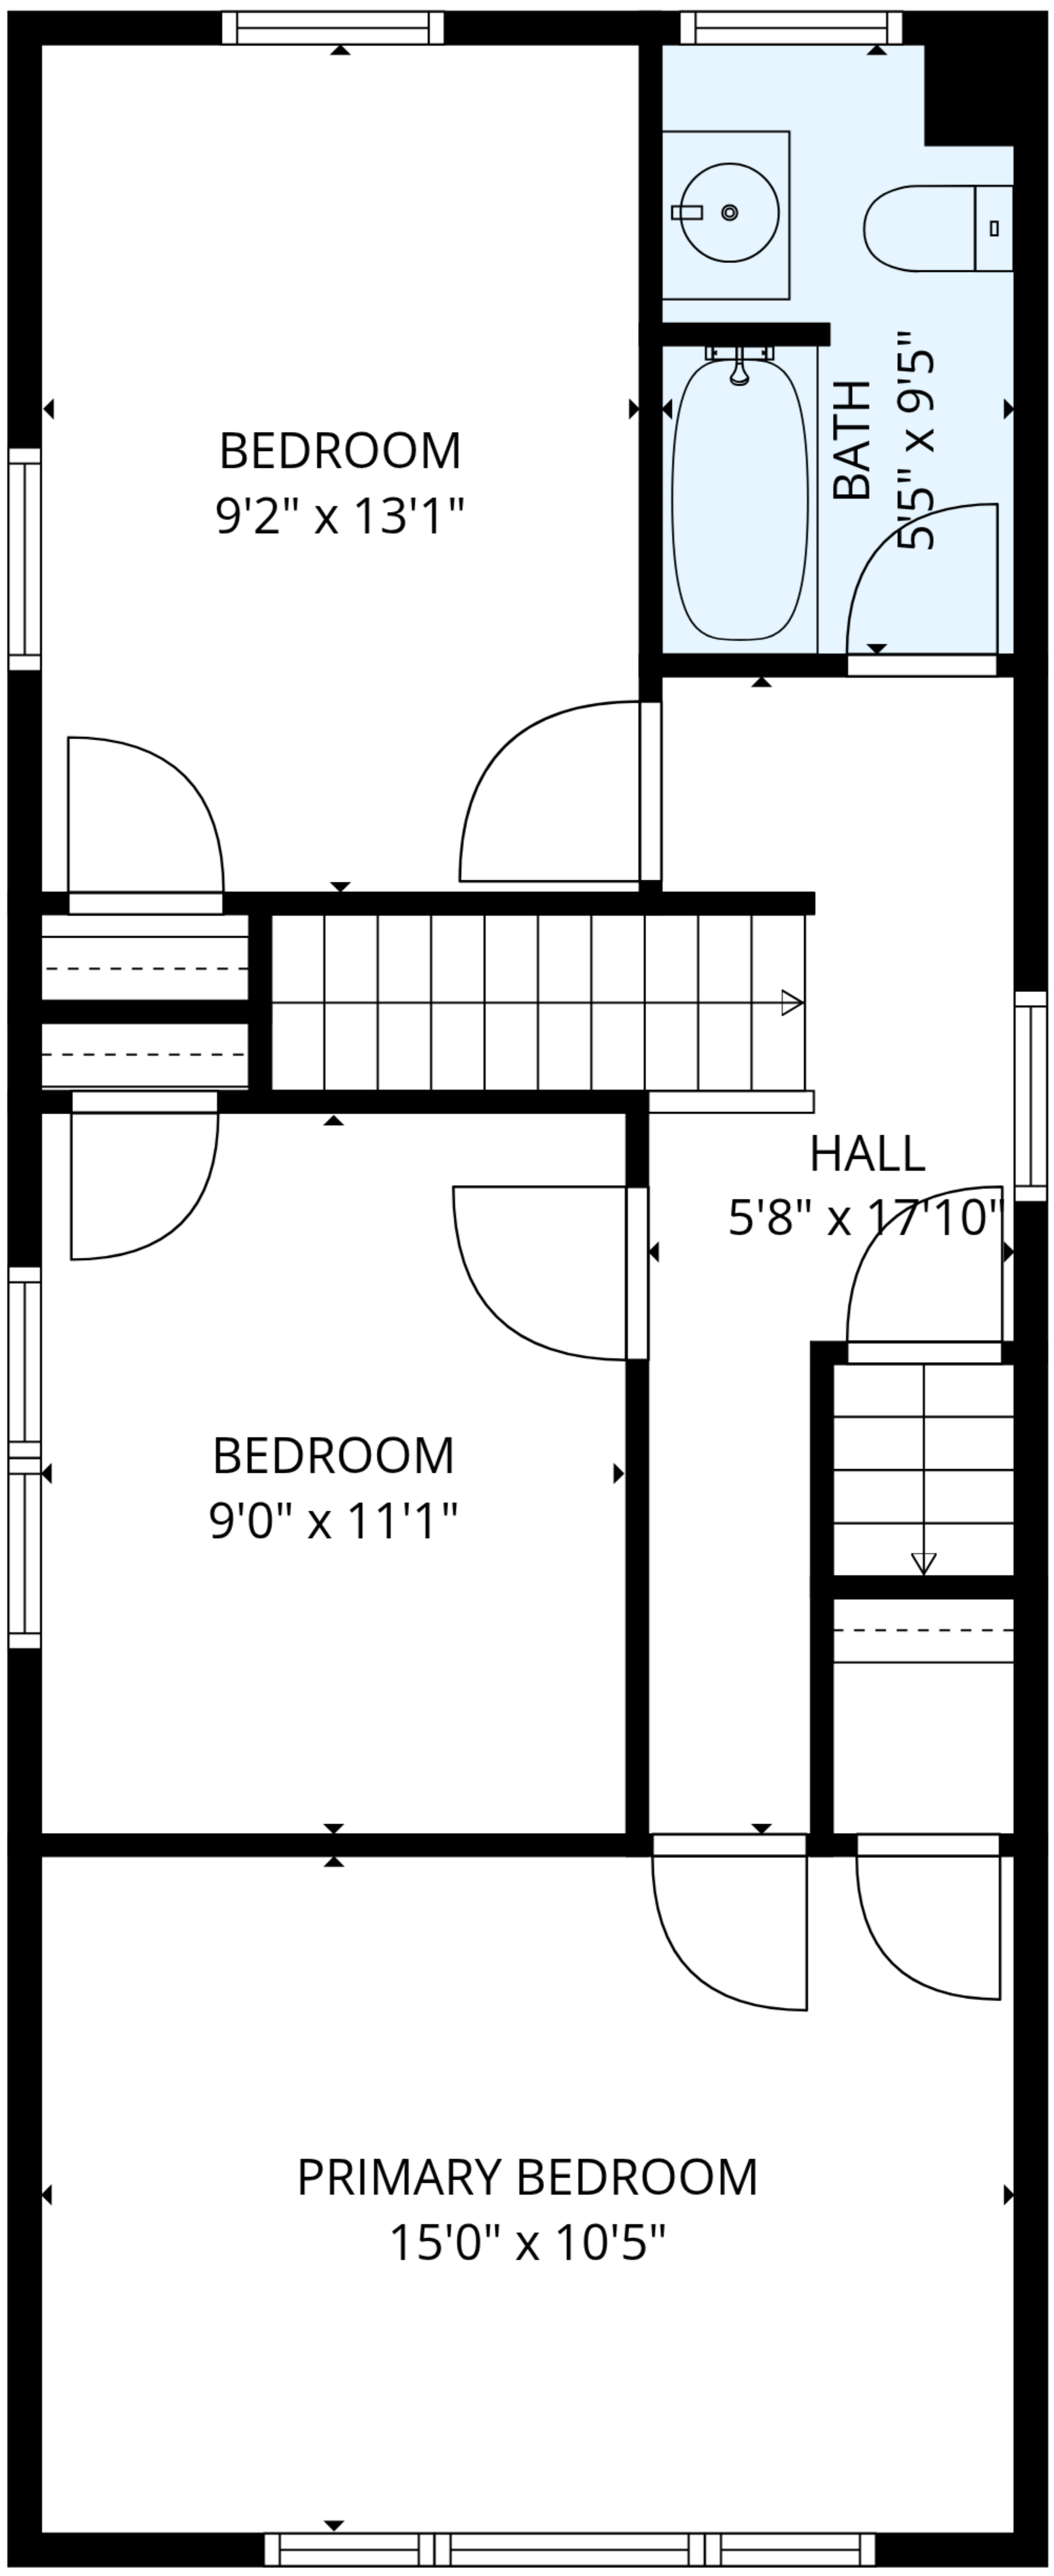 BEDROOM
9'2" x 13'1"
BATH
5'5" x 9'5"
HALL
5'8" x 17'10"
BEDROOM
9'0" x 11'1"
PRIMARY BEDROOM
15'0" x 10'5"